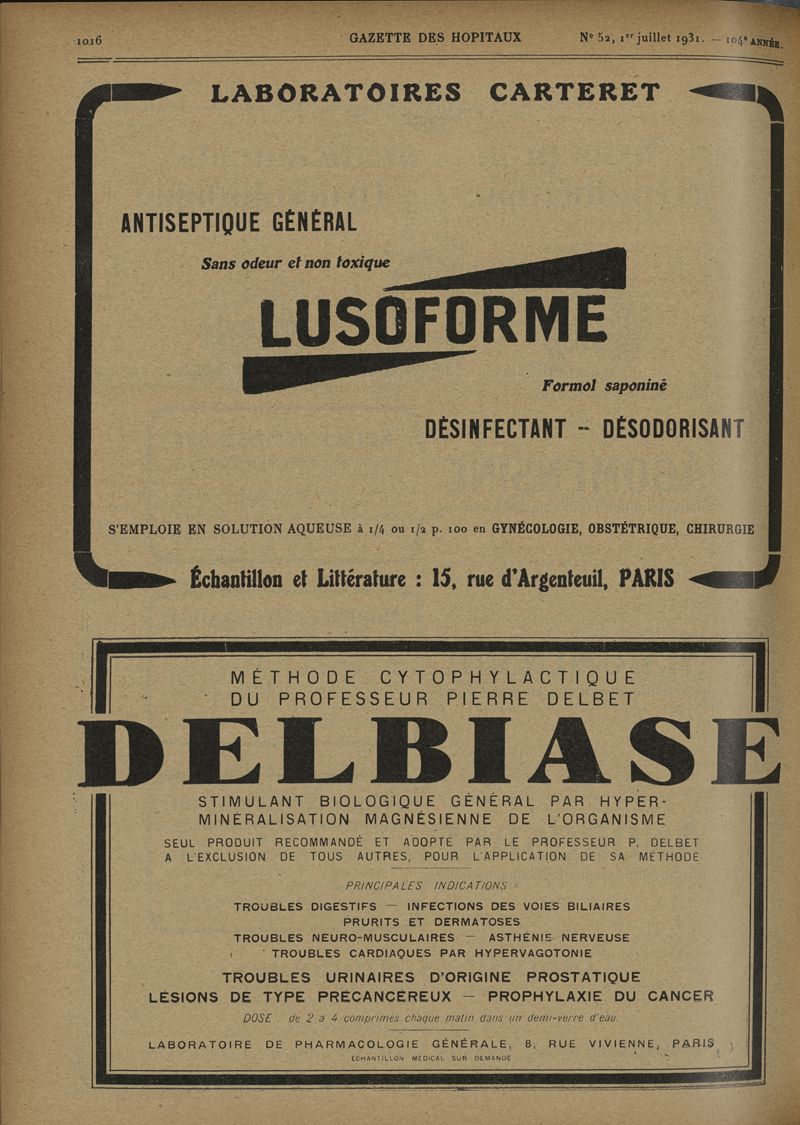 1016 GAZETTE DES HOPITAUX N° 52, 1er juillet 1931. — 104e ANNÉE.
LABORATOIRES CARTERET
ANTISEPTIQUE GÉNÉRAL
Sans odeur et non toxique
LUSOFORME
Formol saponiné
DÉSINFECTANT -- DÉSODORISANT
S'EMPLOIE EN SOLUTION AQUEUSE à 1/4 ou 1/2 p. 100 en GYNÉCOLOGIE, OBSTÉTRIQUE, CHIRURGIE
Échantillon et Littérature : 15, rue d'Argenteuil, PARIS
MÉTHODE CYTOPHYLACTIQUE
DU PROFESSEUR PIERRE DELBET
DELBIASE
STIMULANT BIOLOGIQUE GÉNÉRAL PAR HYPER-
MINÉRALISATION MAGNÉSIENNE DE L'ORGANISME
SEUL PRODUIT RECOMMANDÉ ET ADOPTÉ PAR LE PROFESSEUR P. DELBET
A L'EXCLUSION DE TOUS AUTRES, POUR L'APPLICATION DE SA MÉTHODE
PRINCIPALES INDICATIONS :
TROUBLES DIGESTIFS — INFECTIONS DES VOIES BILIAIRES
PRURITS ET DERMATOSES
TROUBLES NEURO-MUSCULAIRES — ASTHÉNIE NERVEUSE
TROUBLES CARDIAQUES PAR HYPERVAGOTONIE
TROUBLES URINAIRES D'ORIGINE PROSTATIQUE
LÉSIONS DE TYPE PRÉCANCÉREUX — PROPHYLAXIE DU CANCER
DOSE : de 2 à 4 comprimés chaque matin dans un demi-verre d'eau.
LABORATOIRE DE PHARMACOLOGIE GÉNÉRALE, 8, RUE VIVIENNE, PARIS
ÉCHANTILLON MÉDICAL SUR DEMANDE